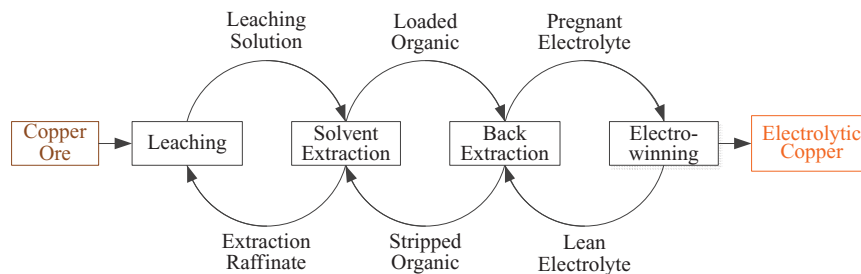 Leaching
Solution
Loaded
Organic
Pregnant
Electrolyte
Copper
Ore
Leaching
Solvent
Extraction
Back
Extraction
Electro-
winning
Electrolytic
Copper
Extraction
Raffinate
Stripped
Organic
Lean
Electrolyte